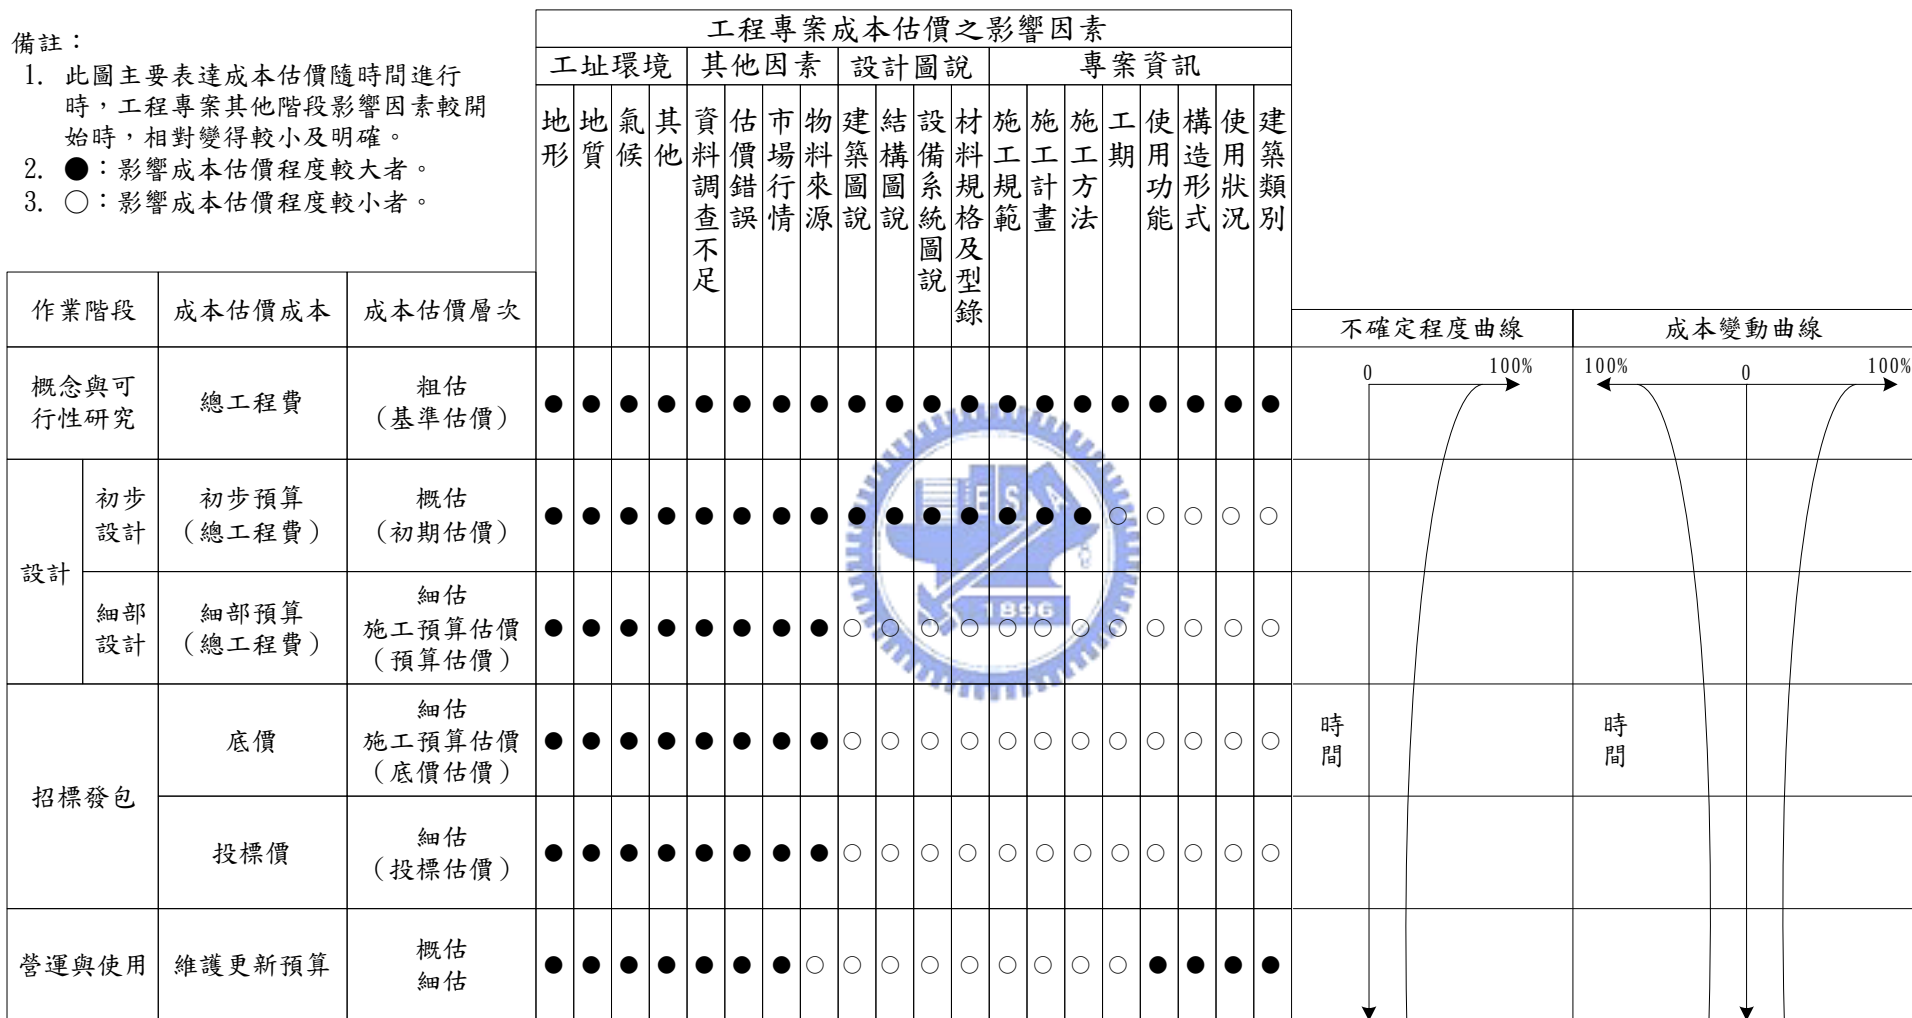 備註：
1. 此圖主要表達成本估價隨時間進行
時，工程專案其他階段影響因素較開
始時，相對變得較小及明確。
2. ●：影響成本估價程度較大者。
3. ○：影響成本估價程度較小者。
工程專案成本估價之影響因素
工址環境 其他因素 設計圖說 專案資訊
地形
地質
氣候
其他
資料調查不足
估價錯誤
市場行情
物料來源
建築圖說
結構圖說
設備系統圖說
材料規格及型錄
施工規範
施工計畫
施工方法
工期
使用功能
構造形式
使用狀況
建築類別
作業階段 成本估價成本 成本估價層次
不確定程度曲線 成本變動曲線
0 100% 100% 0 100%
概念與可
行性研究
總工程費
粗估
（基準估價）
● ● ● ● ● ● ● ● ● ● ● ● ● ● ● ● ● ● ● ●
設計
初步
設計
初步預算
（總工程費）
概估
（初期估價）
● ● ● ● ● ● ● ● ● ● ● ● ● ● ● ○ ○ ○ ○ ○
細部
設計
細部預算
（總工程費）
細估
施工預算估價
（預算估價）
● ● ● ● ● ● ● ● ○ ○ ○ ○ ○ ○ ○ ○ ○ ○ ○ ○
招標發包
底價
細估
施工預算估價
（底價估價）
● ● ● ● ● ● ● ● ○ ○ ○ ○ ○ ○ ○ ○ ○ ○ ○ ○
時間
時間
投標價
細估
（投標估價）
● ● ● ● ● ● ● ● ○ ○ ○ ○ ○ ○ ○ ○ ○ ○ ○ ○
營運與使用
維護更新預算
概估
細估
● ● ● ● ● ● ● ○ ○ ○ ○ ○ ○ ○ ○ ○ ● ● ● ●
E S A
1896